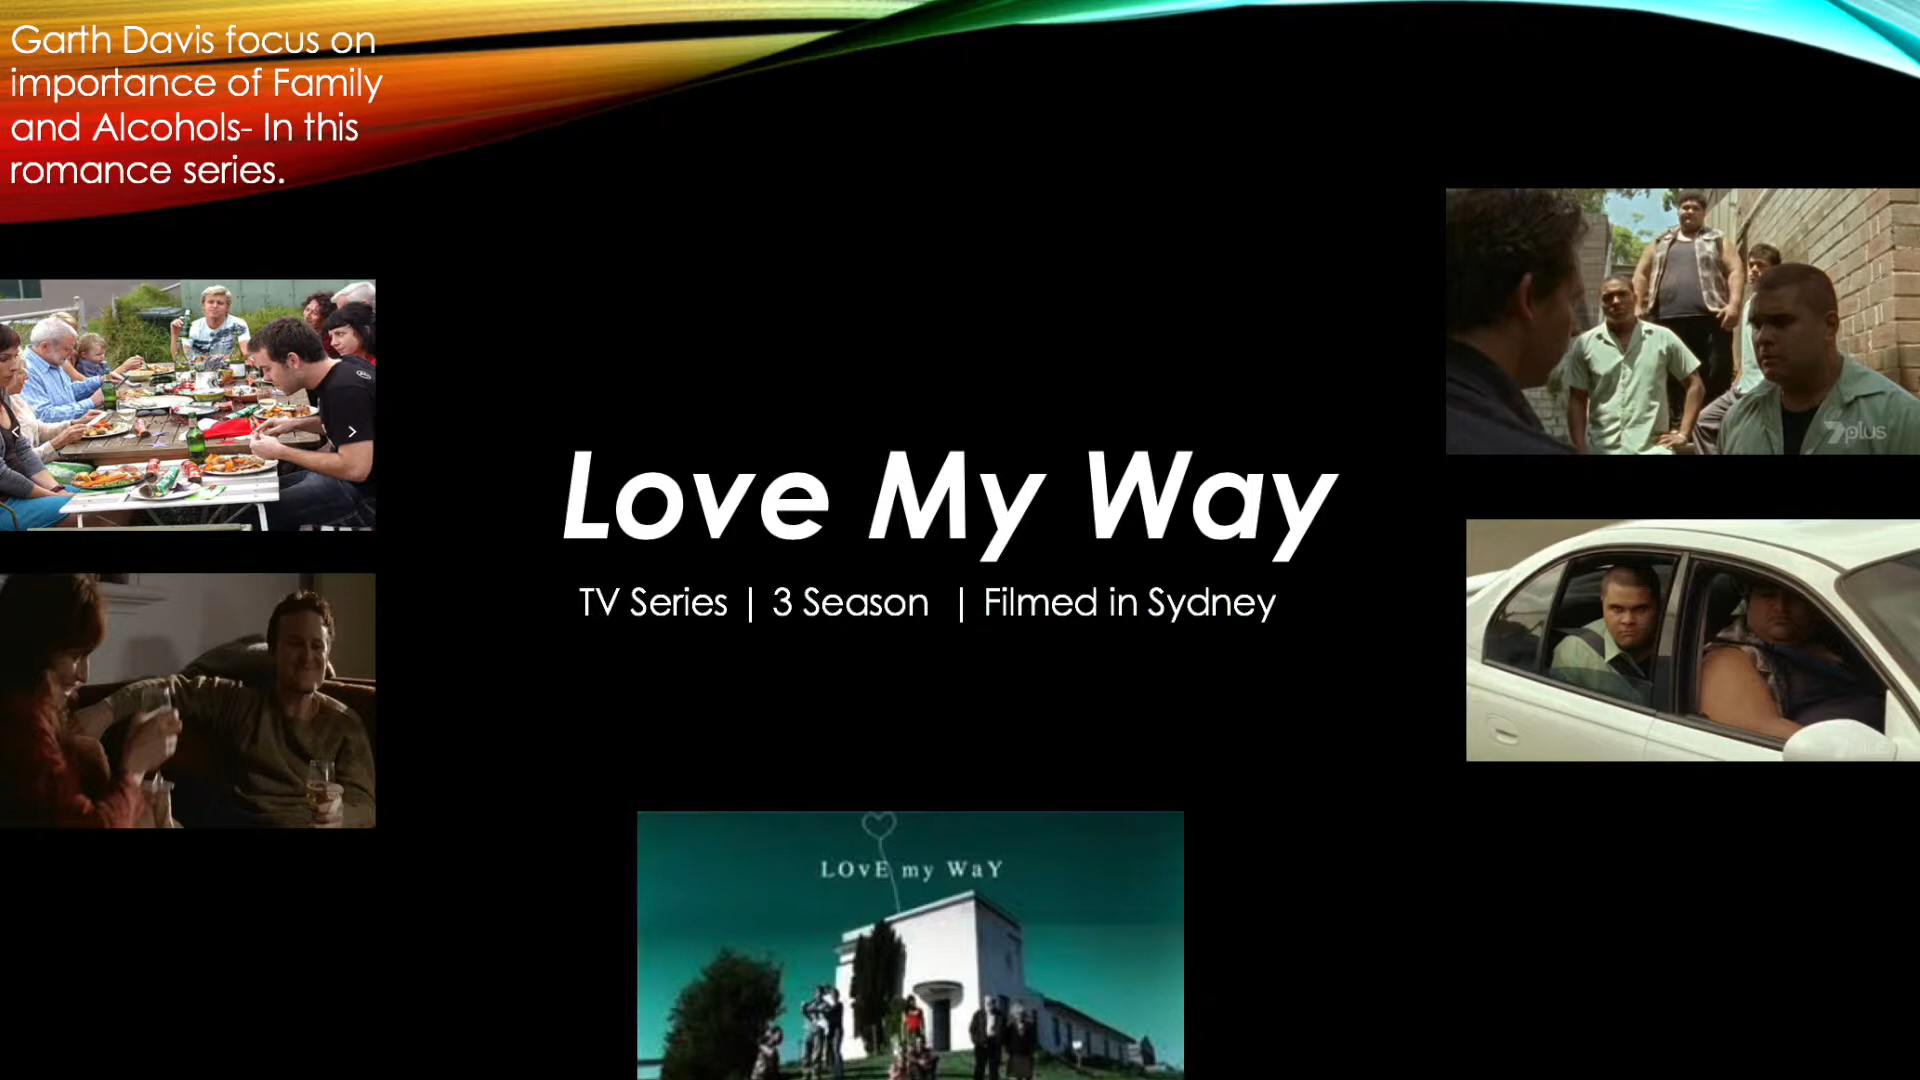 Garth Davis focus on
importance of Family
and Alcohols- In this
romance series.
Love My Way
TV Series | 3 Season | Filmed in Sydney
7plus
LOvE my WaY